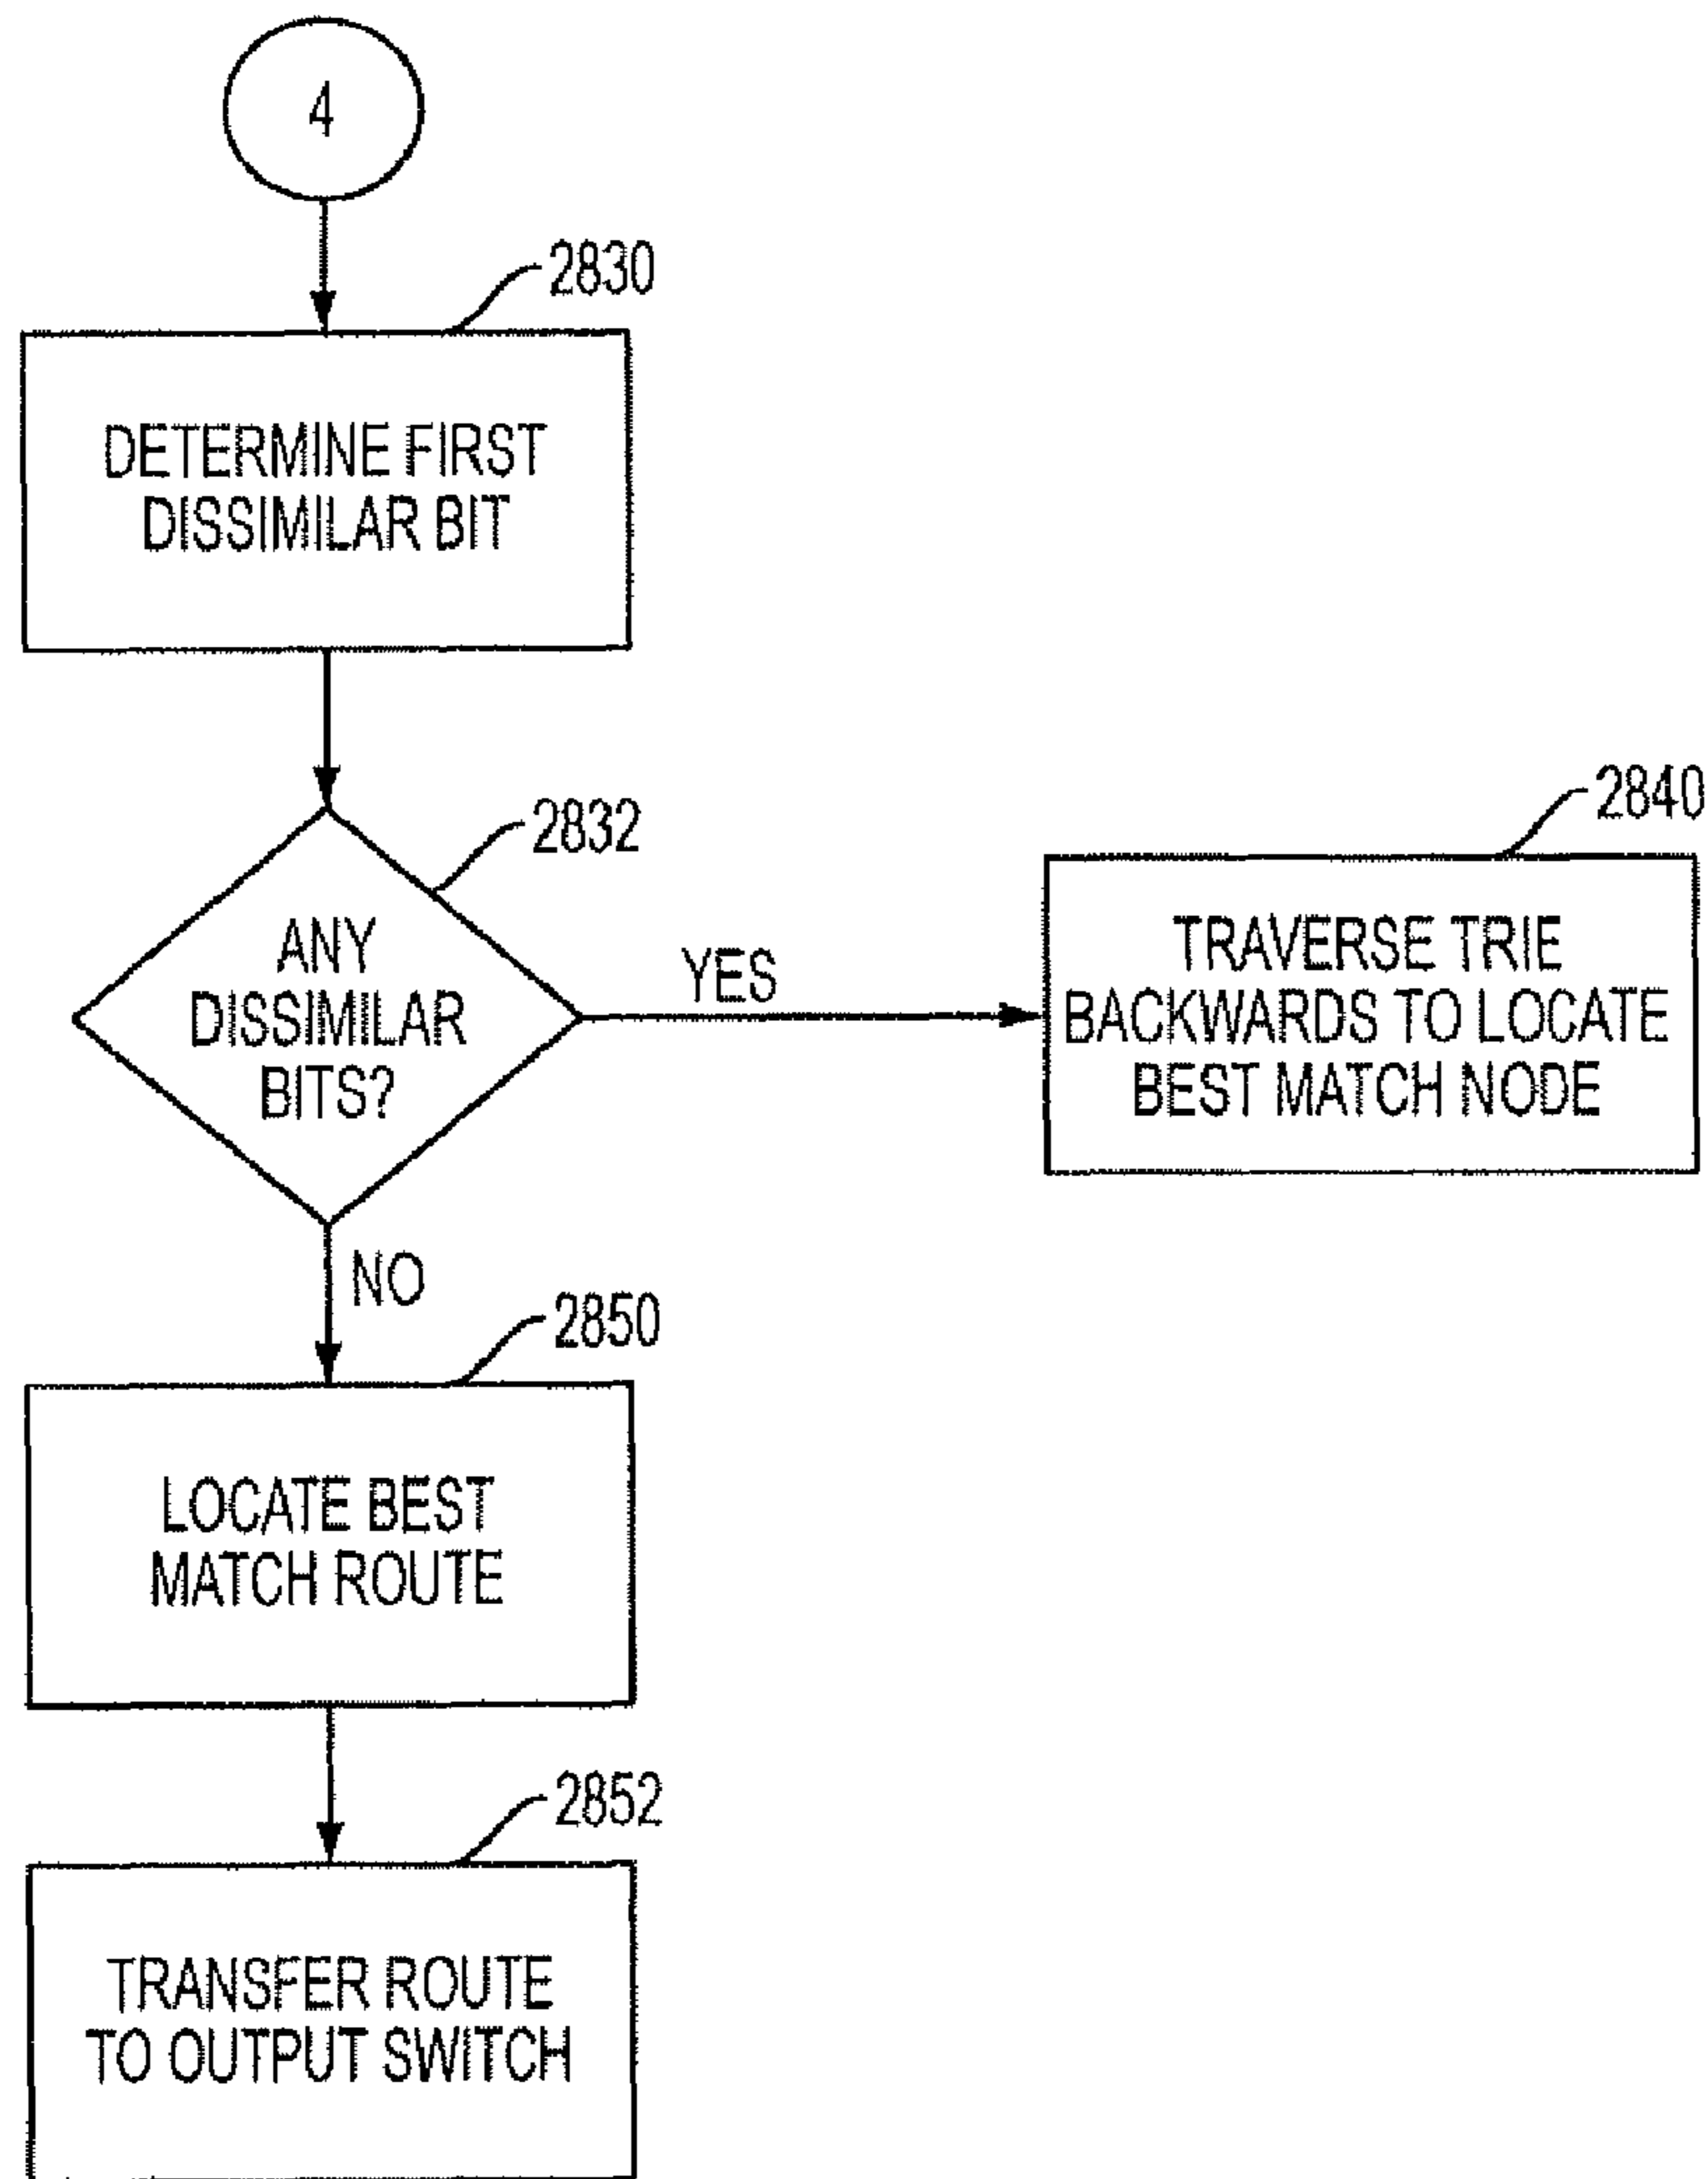 4
2830
DETERMINE FIRST
DISSIMILAR BIT
2832
ANY
DISSIMILAR
BITS?
YES
2840
TRAVERSE TRIE
BACKWARDS TO LOCATE
BEST MATCH NODE
NO
2850
LOCATE BEST
MATCH ROUTE
2852
TRANSFER ROUTE
TO OUTPUT SWITCH